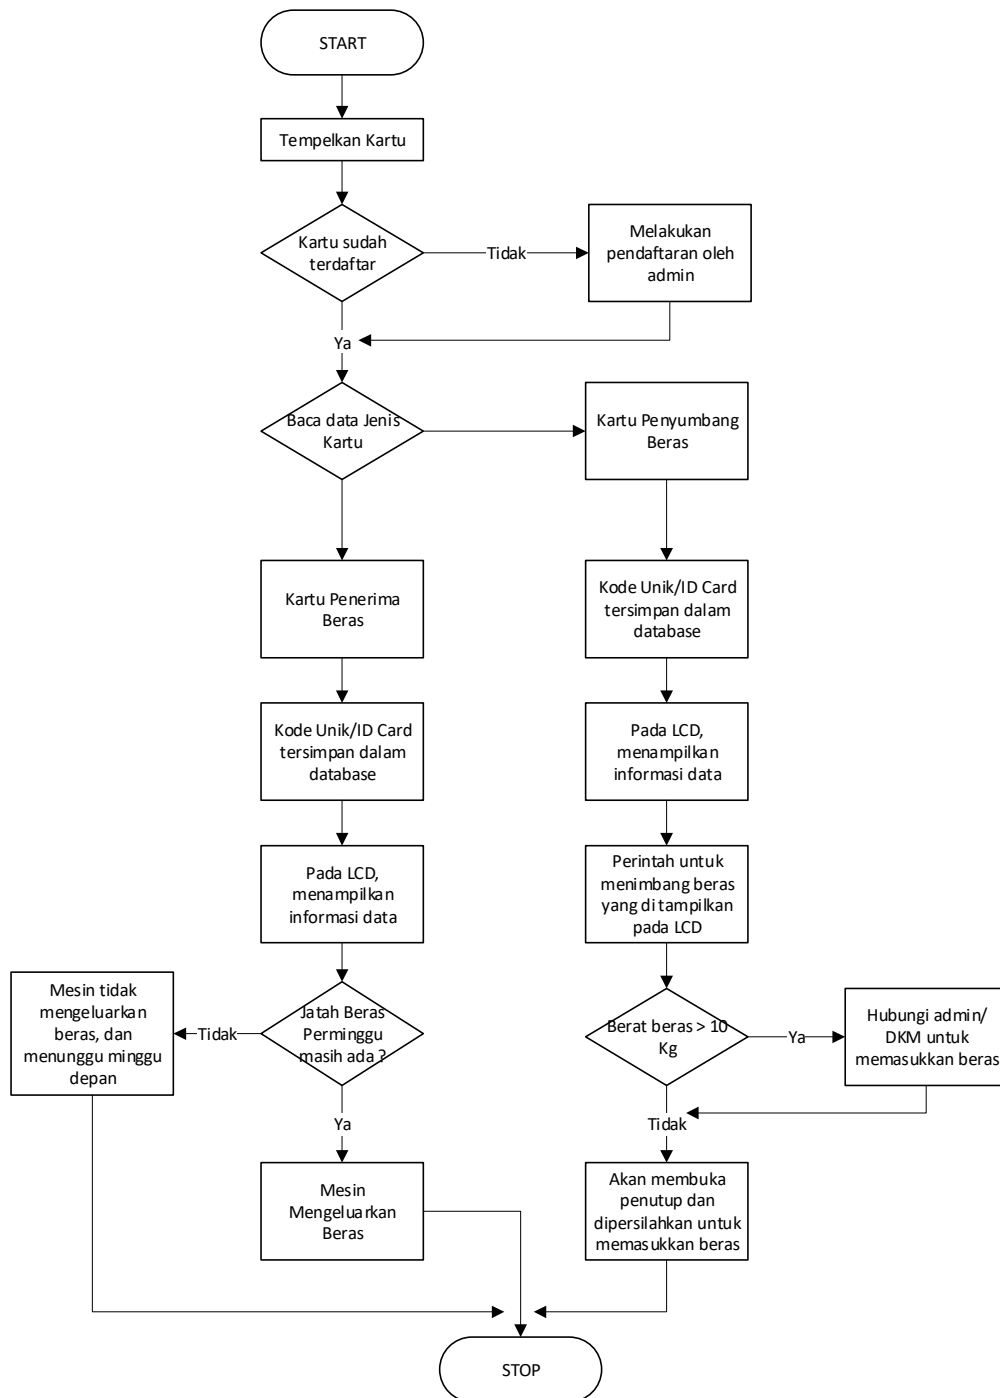 START
Tempelkan Kartu
Kartu sudah
terdaftar
Tidak
Melakukan
pendaftaran oleh
admin
Ya
Baca data Jenis
Kartu
Kartu Penyumbang
Beras
Kartu Penerima
Beras
Kode Unik/ID Card
tersimpan dalam
database
Kode Unik/ID Card
tersimpan dalam
database
Pada LCD,
menampilkan
informasi data
Pada LCD,
menampilkan
informasi data
Perintah untuk
menimbang beras
yang di tampilkan
pada LCD
Mesin tidak
mengeluarkan
beras, dan
menunggu minggu
depan
Tidak
Jatah Beras
Perminggu
masih ada ?
Berat beras > 10
Kg
Ya
Hubungi admin/
DKM untuk
memasukkan beras
Ya
Tidak
Mesin
Mengeluarkan
Beras
Akan membuka
penutup dan
dipersilahkan untuk
memasukkan beras
STOP